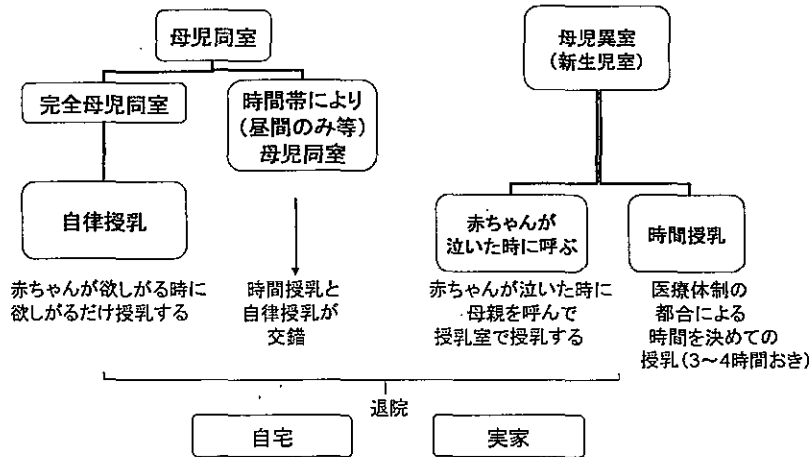 母児同室
完全母児同室
時間帯により
(昼間のみ等)
母児同室
自律授乳
赤ちゃんが欲しがる時に
欲しがるだけ授乳する
時間授乳と
自律授乳が
交錯
母児異室
(新生児室)
赤ちゃんが
泣いた時に呼ぶ
時間授乳
赤ちゃんが泣いた時に
母親を呼んで
授乳室で授乳する
医療体制の
都合による
時間を決めての
授乳(3～4時間おき)
退院
自宅
実家